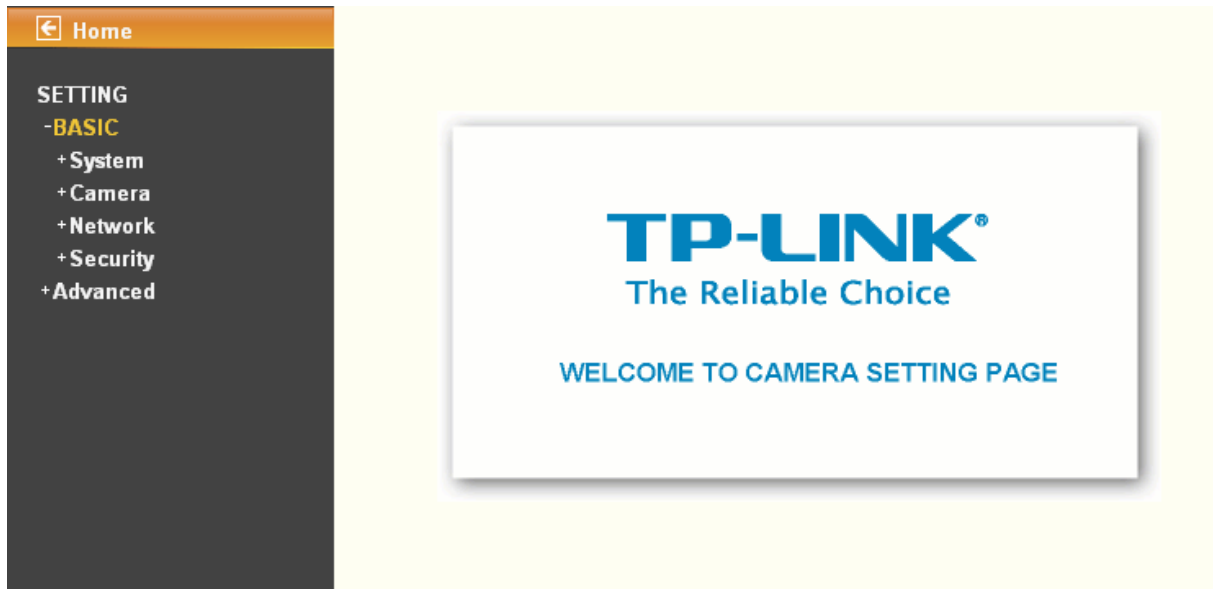 Home
SETTING
-BASIC
+System
+Camera
+Network
+Security
+Advanced
TP-LINK®
The Reliable Choice
WELCOME TO CAMERA SETTING PAGE